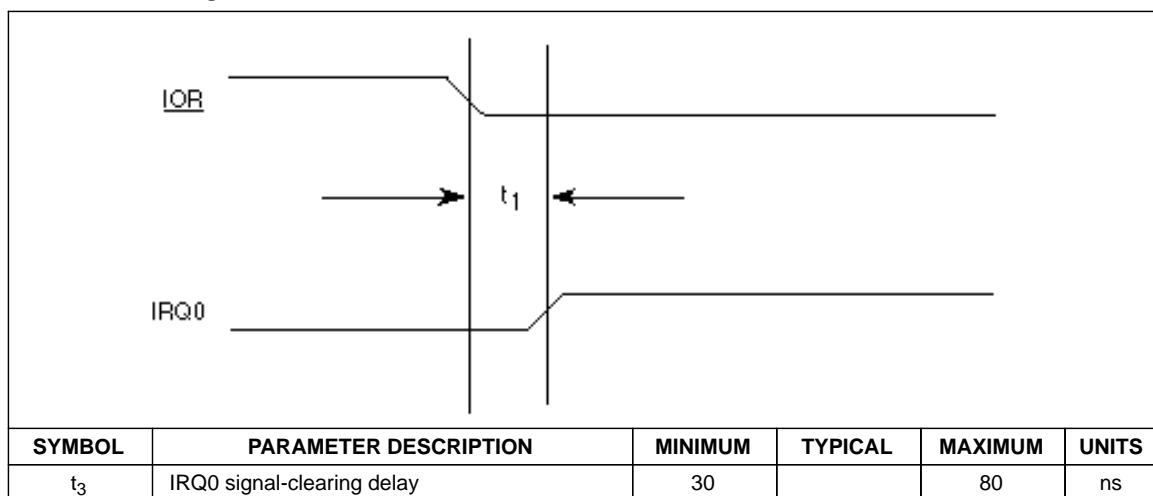 IOR
t1
IRQ0
SYMBOL PARAMETER DESCRIPTION MINIMUM TYPICAL MAXIMUM UNITS
t3 IRQ0 signal-clearing delay 30 80 ns